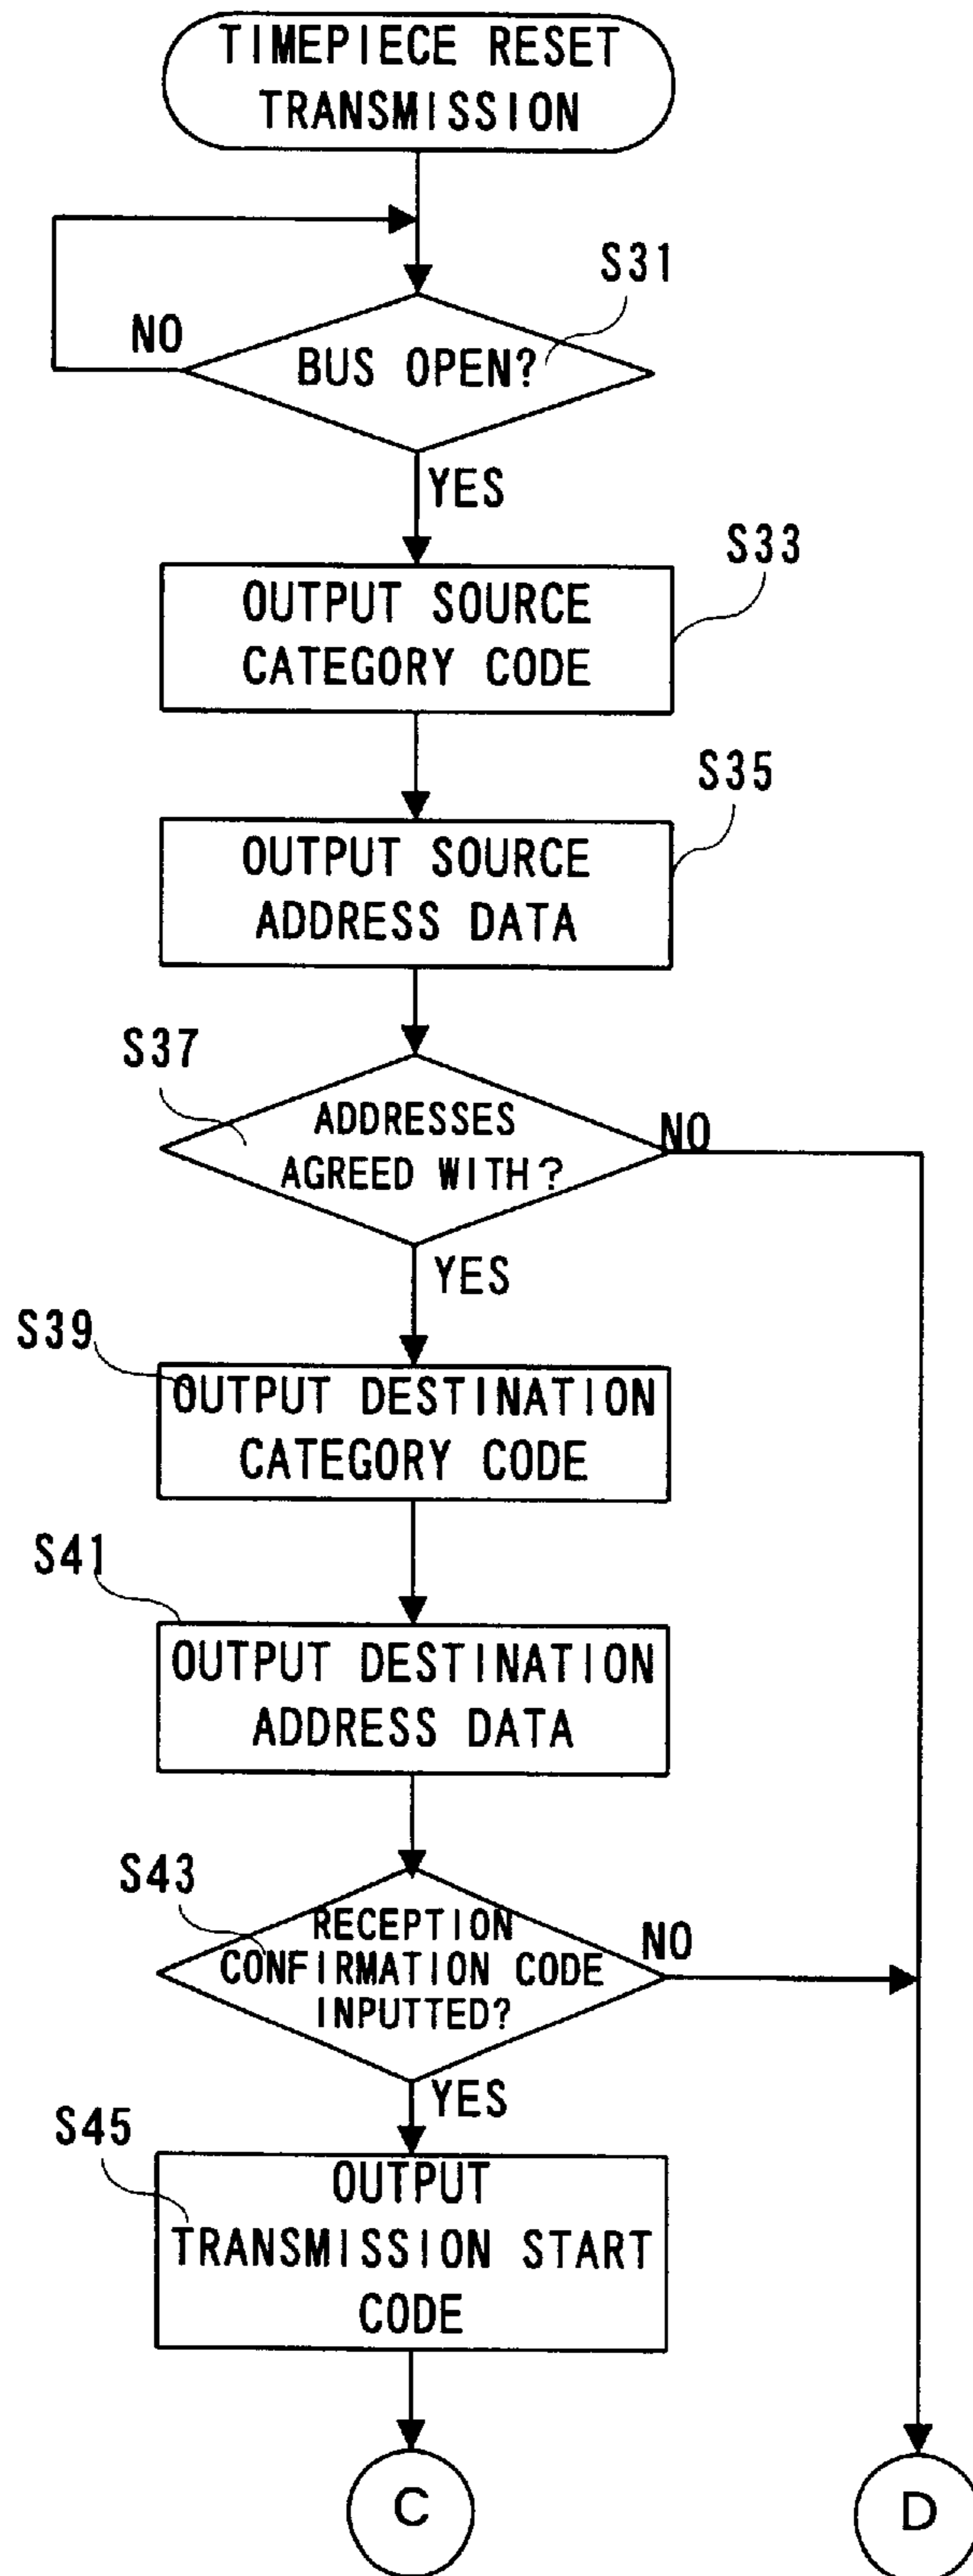 TIMEPIECE RESET
TRANSMISSION
S31
NO
BUS OPEN?
YES
S33
OUTPUT SOURCE
CATEGORY CODE
S35
OUTPUT SOURCE
ADDRESS DATA
S37
ADDRESSES
AGREED WITH?
NO
YES
S39
OUTPUT DESTINATION
CATEGORY CODE
S41
OUTPUT DESTINATION
ADDRESS DATA
S43
RECEPTION
CONFIRMATION CODE
INPUTTED?
NO
YES
S45
OUTPUT
TRANSMISSION START
CODE
C
D